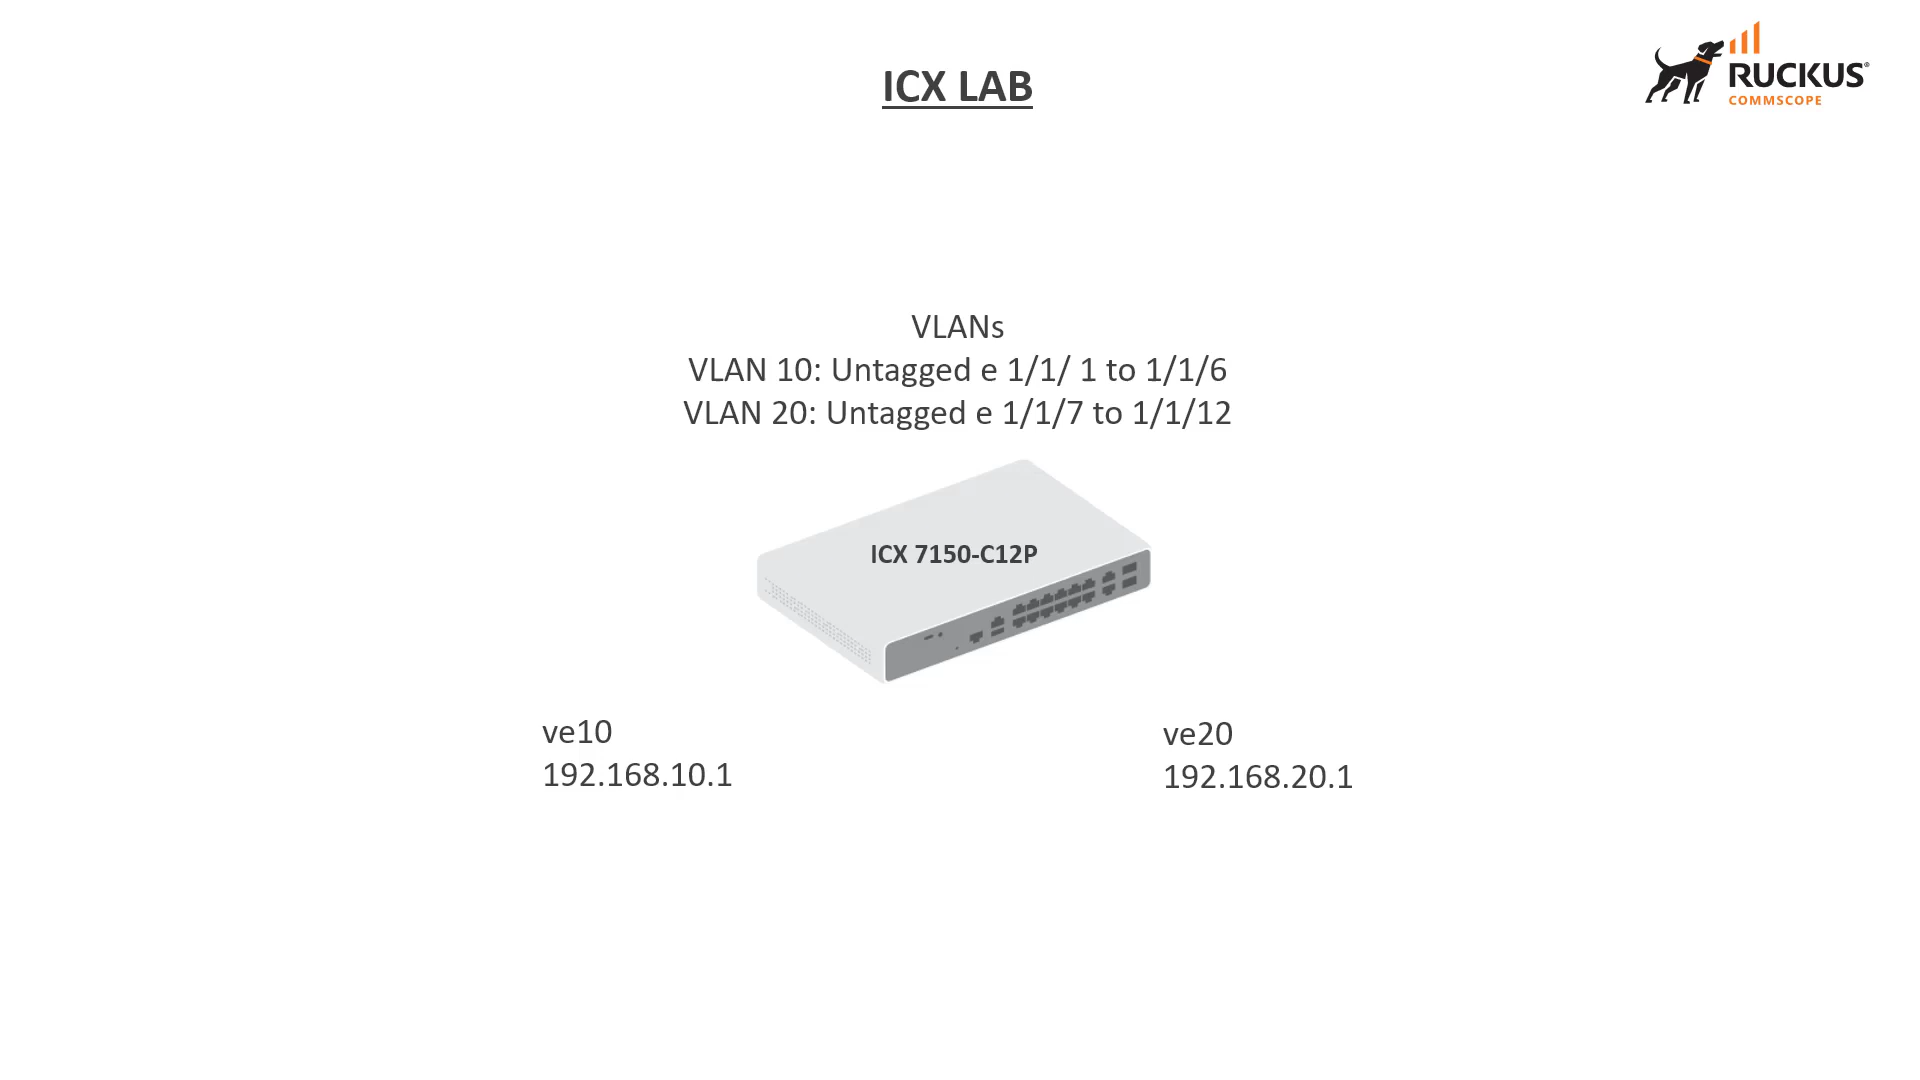 ICX LAB
RUCKUS®
COMMSCOPE
VLANs
VLAN 10: Untagged e 1/1/ 1 to 1/1/6
VLAN 20: Untagged e 1/1/7 to 1/1/12
ICX 7150-C12P
ve10
192.168.10.1
ve20
192.168.20.1